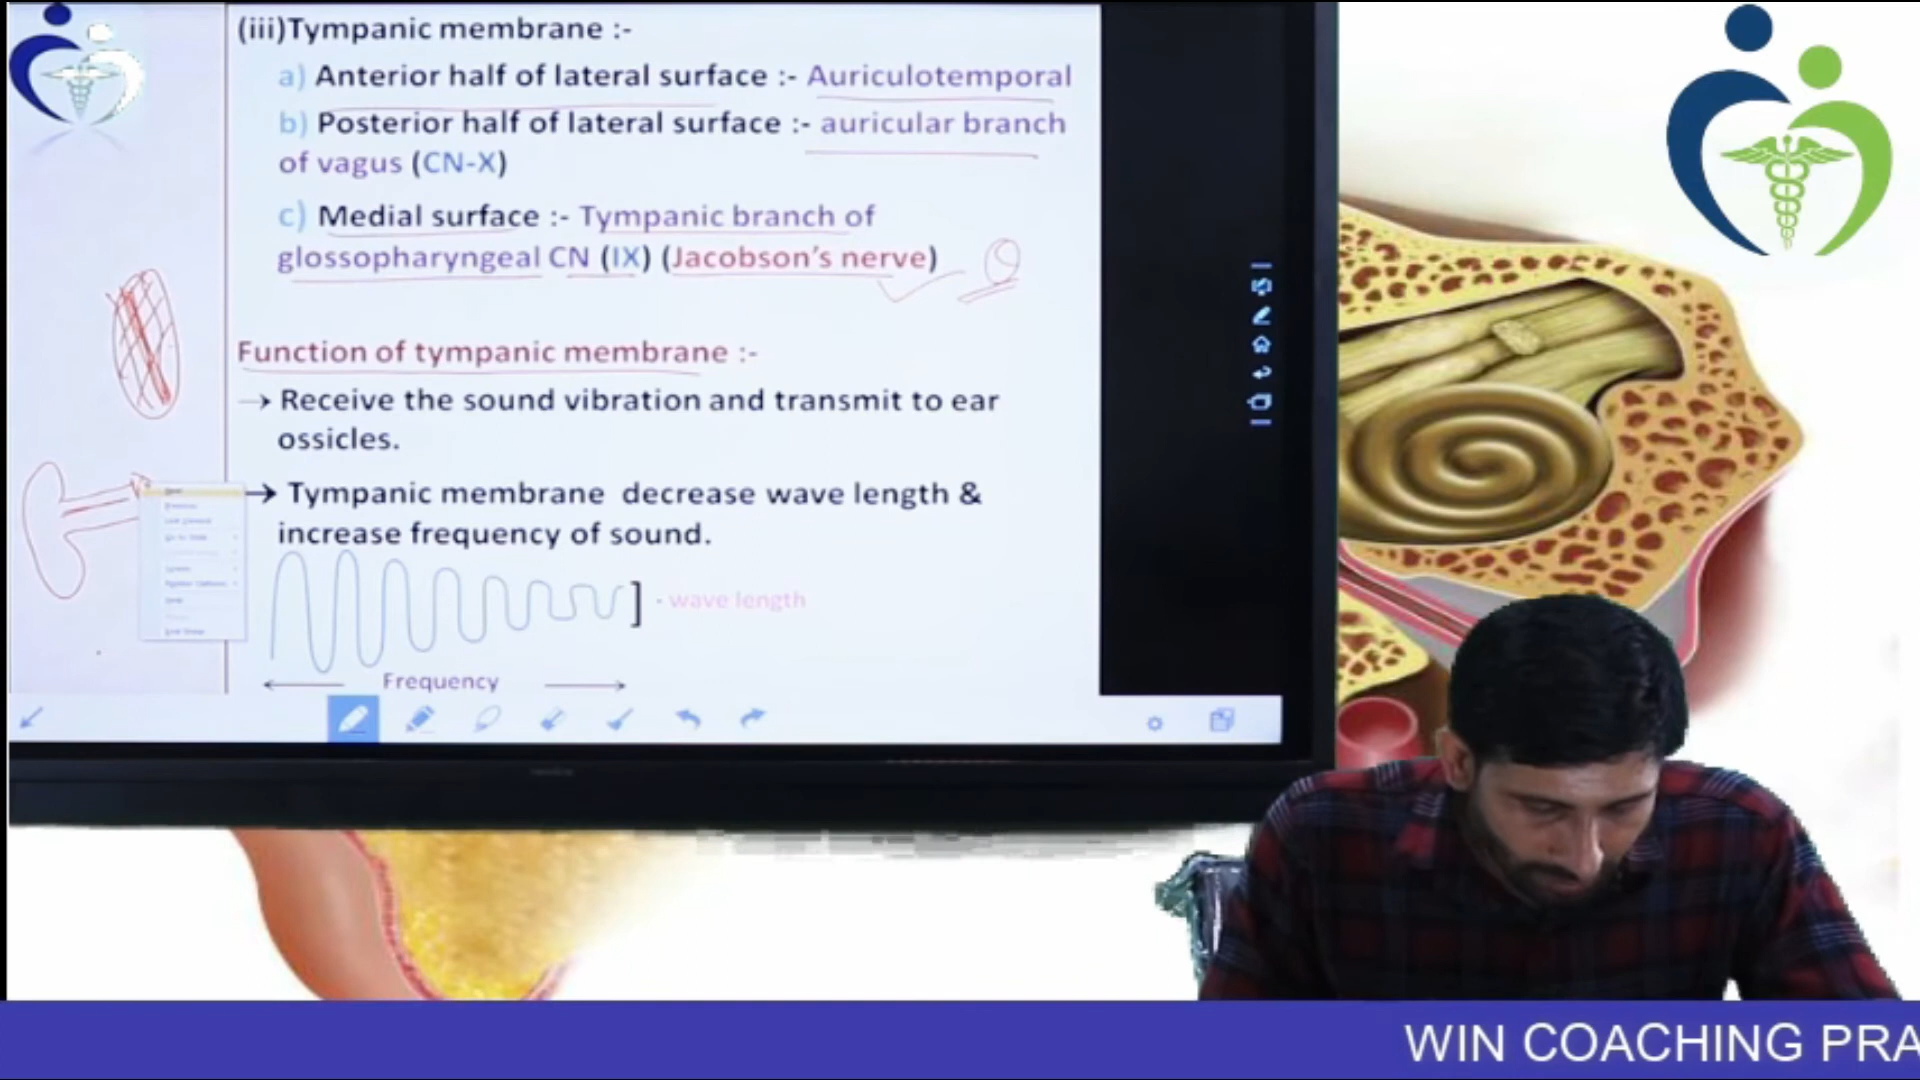 (iii)Tympanic membrane :-
a) Anterior half of lateral surface :- Auriculotemporal
b) Posterior half of lateral surface :- auricular branch
of vagus (CN-X)
c) Medial surface :- Tympanic branch of
glossopharyngeal CN (IX) (Jacobson's nerve)
Function of tympanic membrane :-
→ Receive the sound vibration and transmit to ear
ossicles.
→ Tympanic membrane decrease wave length &
increase frequency of sound.
] - wave length
Frequency
WIN COACHING PRA